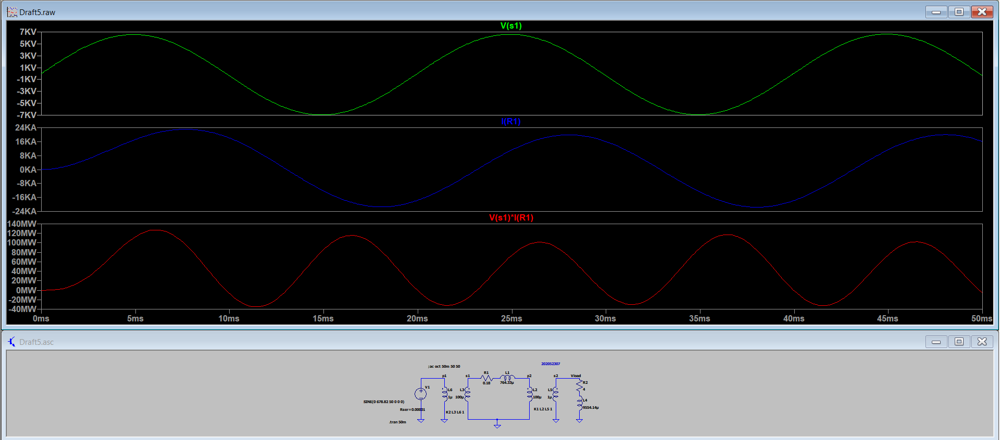 Draft5.raw
V(s1)
7KV
5KV
3KV
1KV
-1KV
-3KV
-5KV
-7KV
I(R1)
24KA
16KA
8KA
0KA
-8KA
-16KA
-24KA
V(s1)*I(R1)
140MW
120MW
100MW
80MW
60MW
40MW
20MW
0MW
-20MW
-40MW
0ms 5ms 10ms 15ms 20ms 25ms 30ms 35ms 40ms 45ms 50ms
Draft5.asc
;ac oct 50m 50 50
202052307
p1 s1 R1 L1 p2 s2 Vload
0.18 764.33µ
V1 L6 L3 L2 L5 R2
1µ 100µ 100µ 1µ 4
SINE(0 678.82 50 0 0 0)
L4
9554.14µ
Rser=0.00001
K2 L3 L6 1
K1 L2 L5 1
.tran 50m